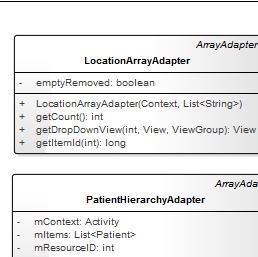 ArrayAdapter
LocationArrayAdapter
- emptyRemoved: boolean
+ LocationArrayAdapter(Context, List<String>)
+ getCount(): int
+ getDropDownView(int, View, ViewGroup): View
+ getItemId(int): long
ArrayAda
PatientHierarchyAdapter
- mContext: Activity
- mItems: List<Patient>
- mResourceID: int